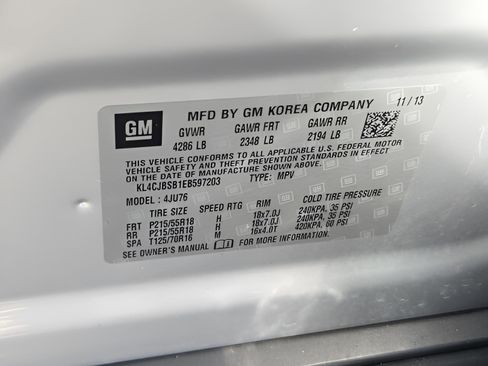 GM
MFD BY GM KOREA COMPANY 11/13
GVWR GAWR FRT GAWR RR
4286 LB 2348 LB 2194 LB
THIS VEHICLE CONFORMS TO ALL APPLICABLE U.S. FEDERAL MOTOR
VEHICLE SAFETY, BUMPER, AND THEFT PREVENTION STANDARDS IN EFFECT
ON THE DATE OF MANUFACTURE SHOWN ABOVE.
KL4CJBSB1EB597203 TYPE: MPV
MODEL: 4JU76
SPEED RTG RIM COLD TIRE PRESSURE
FRT P215/55R18 H 18x7.0J 240KPA, 35 PSI
RR P215/55R18 H 18x7.0J 240KPA, 35 PSI
SPA T125/70R16 M 16x4.0T 420KPA, 60 PSI
SEE OWNER'S MANUAL FOR MORE INFORMATION